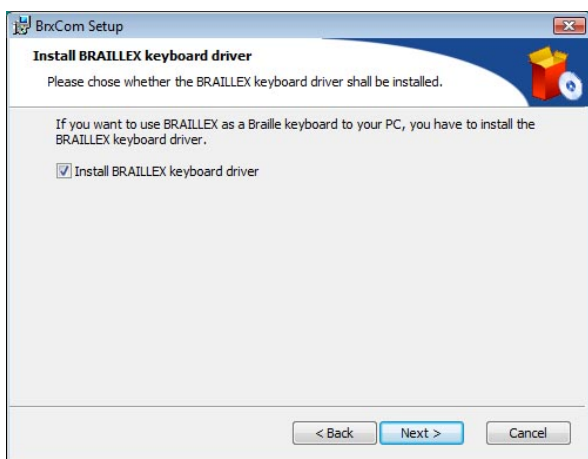 BrxCom Setup
Install BRAILLEX keyboard driver
Please chose whether the BRAILLEX keyboard driver shall be installed.
If you want to use BRAILLEX as a Braille keyboard to your PC, you have to install the
BRAILLEX keyboard driver.
Install BRAILLEX keyboard driver
< Back Next > Cancel